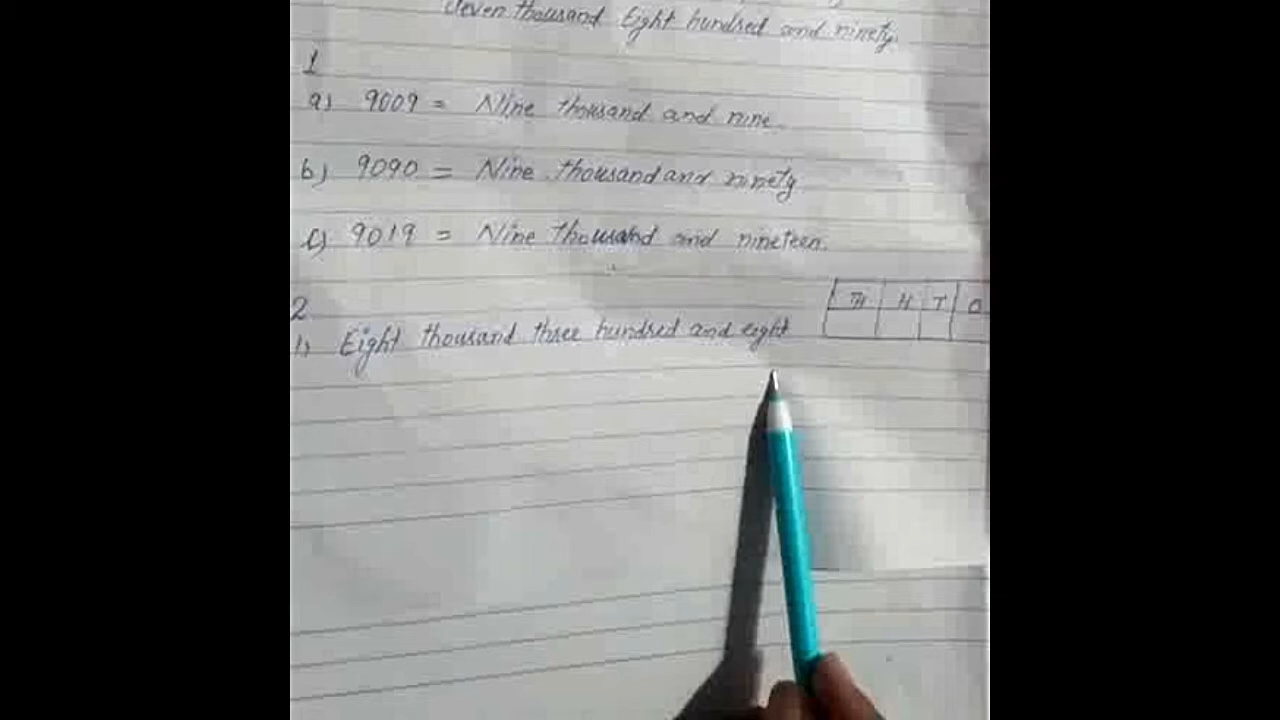 thousand Eight hundred and ninety.
1
a) 9009 = Nine thousand and nine.
b) 9090 = Nine thousand and ninety
c) 9019 = Nine thousand and nineteen.
Th H T O
2
1) Eight thousand three hundred and eight